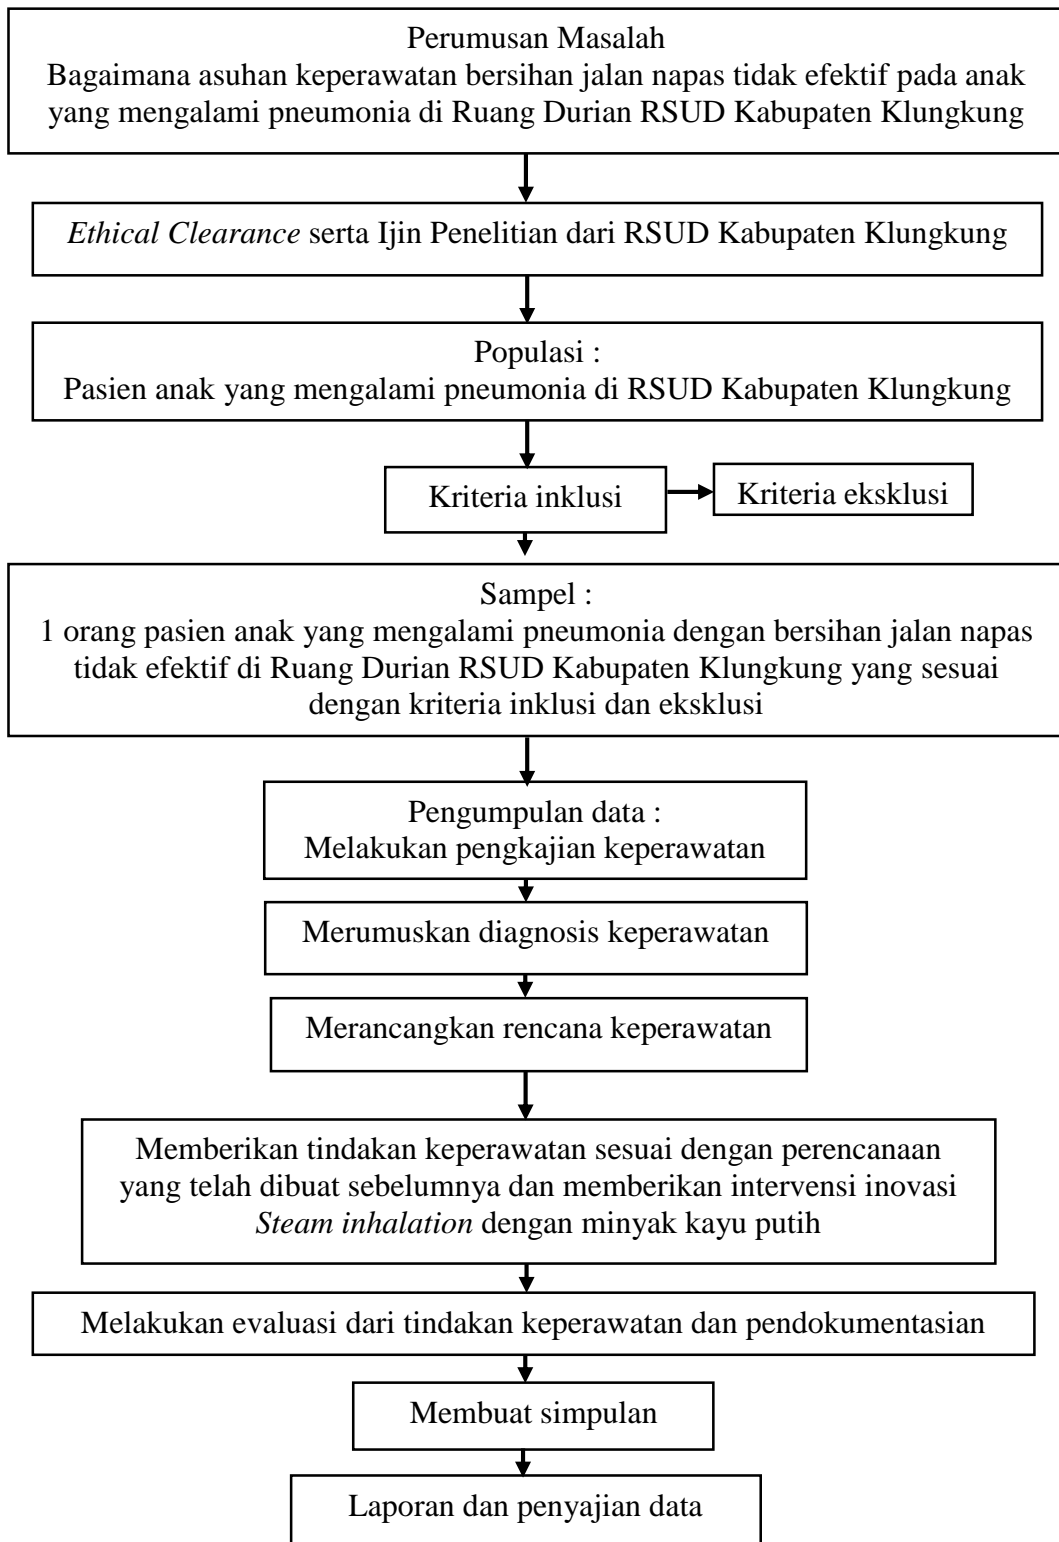 Perumusan Masalah
Bagaimana asuhan keperawatan bersihan jalan napas tidak efektif pada anak
yang mengalami pneumonia di Ruang Durian RSUD Kabupaten Klungkung
Ethical Clearance serta Ijin Penelitian dari RSUD Kabupaten Klungkung
Populasi :
Pasien anak yang mengalami pneumonia di RSUD Kabupaten Klungkung
Kriteria inklusi
Kriteria eksklusi
Sampel :
1 orang pasien anak yang mengalami pneumonia dengan bersihan jalan napas
tidak efektif di Ruang Durian RSUD Kabupaten Klungkung yang sesuai
dengan kriteria inklusi dan eksklusi
Pengumpulan data :
Melakukan pengkajian keperawatan
Merumuskan diagnosis keperawatan
Merancangkan rencana keperawatan
Memberikan tindakan keperawatan sesuai dengan perencanaan
yang telah dibuat sebelumnya dan memberikan intervensi inovasi
Steam inhalation dengan minyak kayu putih
Melakukan evaluasi dari tindakan keperawatan dan pendokumentasian
Membuat simpulan
Laporan dan penyajian data